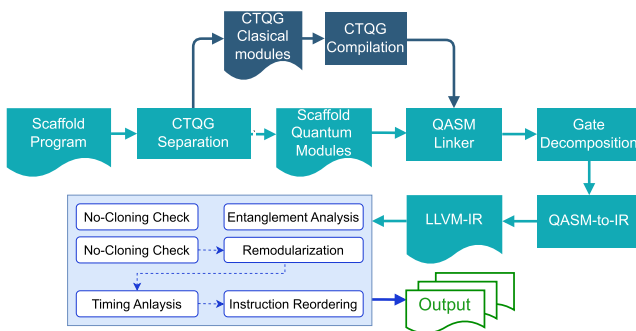 CTQG
Clasical
modules
CTQG
Compilation
Scaffold
Program
CTQG
Separation
Scaffold
Quantum
Modules
QASM
Linker
Gate
Decomposition
No-Cloning Check
Entanglement Analysis
LLVM-IR
QASM-to-IR
No-Cloning Check
Remodularization
Timing Anlaysis
Instruction Reordering
Output